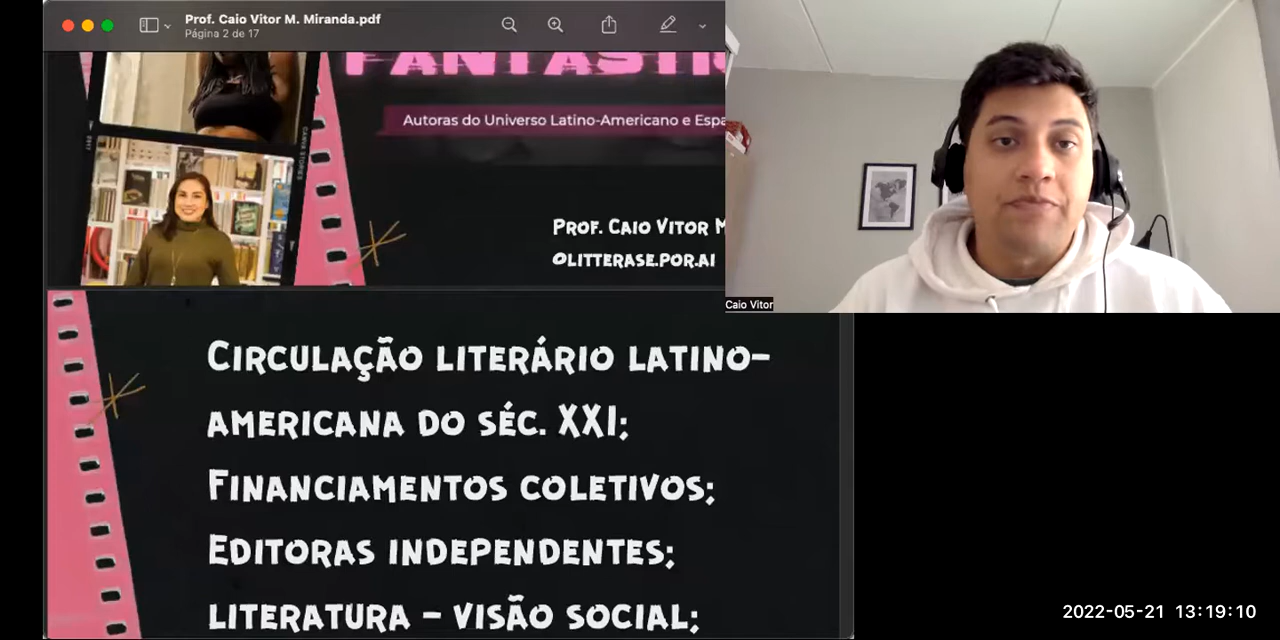 Prof. Caio Vitor M. Miranda.pdf
Página 2 de 17
Autoras do Universo Latino-Americano e Espa
Prof. Caio Vitor M
@litterase.por.ai
Caio Vitor
Circulação literário latino-
americana do séc. XXI;
Financiamentos coletivos;
Editoras independentes;
literatura - visão social;
2022-05-21 13:19:10